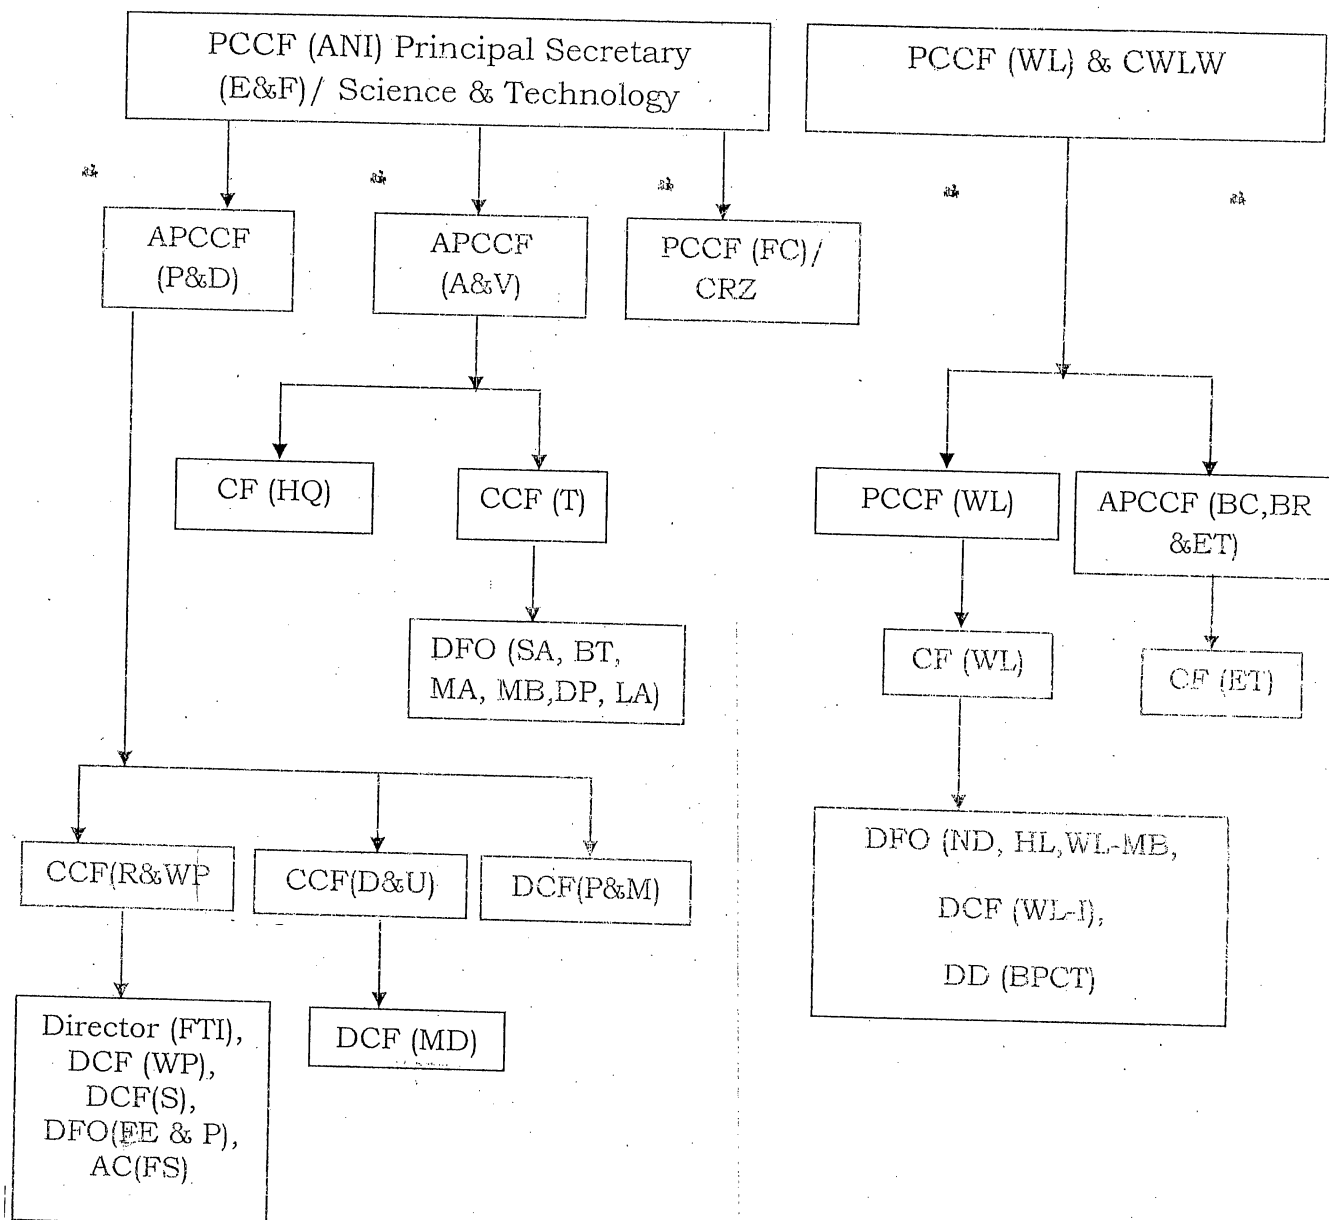 PCCF (ANI) Principal Secretary
(E&F)/ Science & Technology
PCCF (WL) & CWLW
APCCF
(P&D)
APCCF
(A&V)
PCCF (FC)/
CRZ
CF (HQ)
CCF (T)
PCCF (WL)
APCCF (BC,BR
&ET)
DFO (SA, BT,
MA, MB,DP, LA)
CF (WL)
CF (ET)
CCF(R&WP
CCF(D&U)
DCF(P&M)
DFO (ND, HL,WL-MB,
DCF (WL-I),
DD (BPCT)
Director (FTI),
DCF (WP),
DCF(S),
DFO(FE & P),
AC(FS)
DCF (MD)